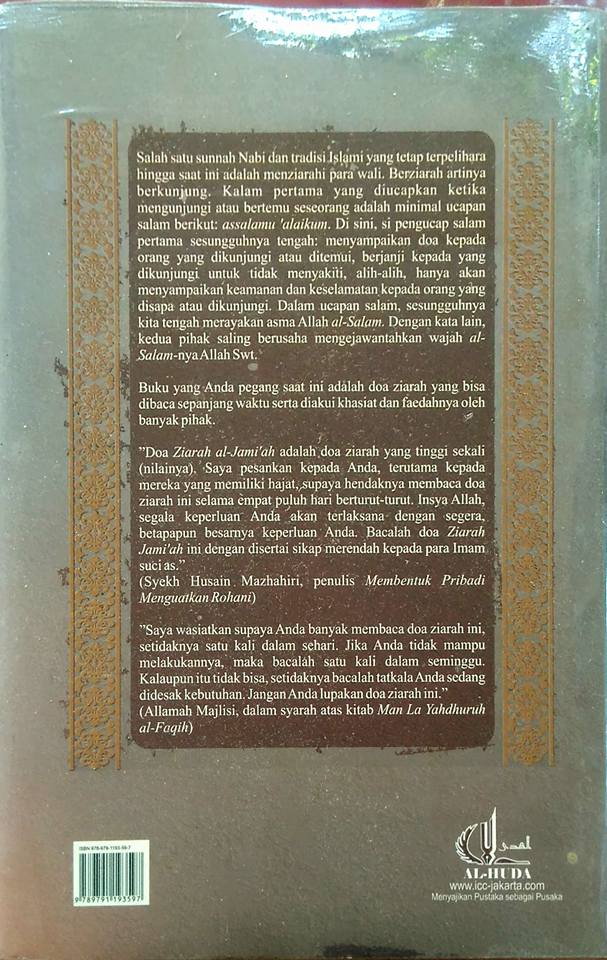 Salah satu sunnah Nabi dan tradisi Islami yang tetap terpelihara
hingga saat ini adalah menziarahi para wali. Berziarah artinya
berkunjung. Kalam pertama yang diucapkan ketika
mengunjungi atau bertemu seseorang adalah minimal ucapan
salam berikut: assalamu 'alaikum. Di sini, si pengucap salam
pertama sesungguhnya tengah: menyampaikan doa kepada
orang yang dikunjungi atau ditemui, berjanji kepada yang
dikunjungi untuk tidak menyakiti, alih-alih, hanya akan
menyampaikan keamanan dan keselamatan kepada orang yang
disapa atau dikunjungi. Dalam ucapan salam, sesungguhnya
kita tengah merayakan asma Allah al-Salam. Dengan kata lain,
kedua pihak saling berusaha mengejawantahkan wajah al-
Salam-nya Allah Swt.
Buku yang Anda pegang saat ini adalah doa ziarah yang bisa
dibaca sepanjang waktu serta diakui khasiat dan faedahnya oleh
banyak pihak.
"Doa Ziarah al-Jami'ah adalah doa ziarah yang tinggi sekali
(nilainya). Saya pesankan kepada Anda, terutama kepada
mereka yang memiliki hajat, supaya hendaknya membaca doa
ziarah ini selama empat puluh hari berturut-turut. Insya Allah,
segala keperluan Anda akan terlaksana dengan segera,
betapapun besarnya keperluan Anda. Bacalah doa Ziarah
Jami'ah ini dengan disertai sikap merendah kepada para Imam
suci as."
(Syekh Husain Mazhahiri, penulis Membentuk Pribadi
Menguatkan Rohani)
"Saya wasiatkan supaya Anda banyak membaca doa ziarah ini,
setidaknya satu kali dalam sehari. Jika Anda tidak mampu
melakukannya, maka bacalah satu kali dalam seminggu.
Kalaupun itu tidak bisa, setidaknya bacalah tatkala Anda sedang
didesak kebutuhan. Jangan Anda lupakan doa ziarah ini."
(Allamah Majlisi, dalam syarah atas kitab Man La Yahdhuruh
al-Faqih)
ISBN 978-979-1193-59-7
9 789791 193597
الهدى
AL-HUDA
www.icc-jakarta.com
Menyajikan Pustaka sebagai Pusaka